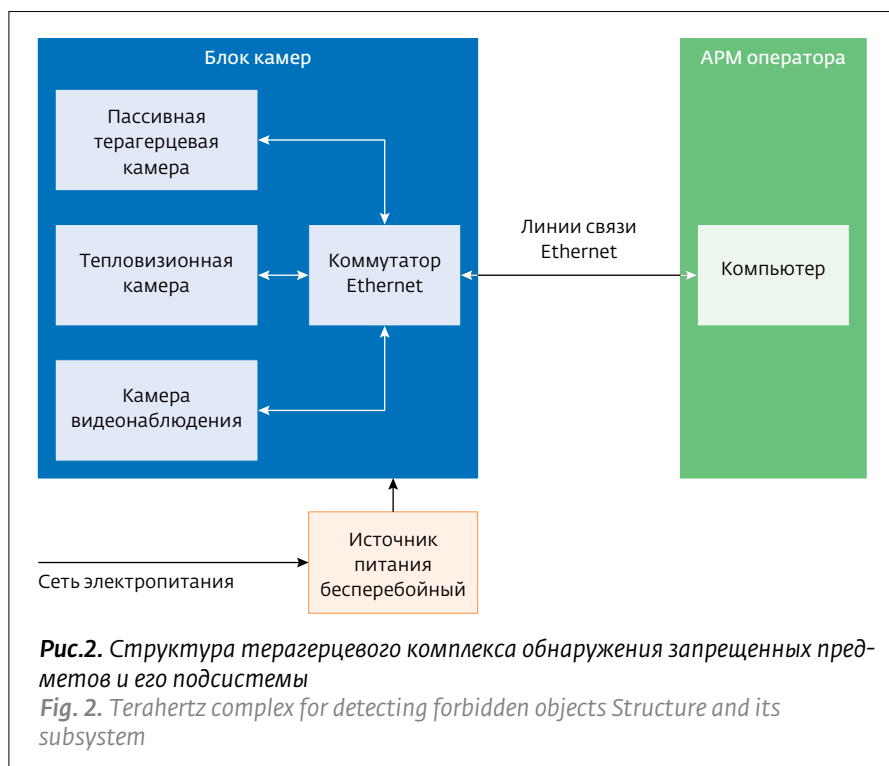 Блок камер
АРМ оператора
Пассивная
терагерцевая
камера
Тепловизионная
камера
Коммутатор
Ethernet
Линии связи
Ethernet
Компьютер
Камера
видеонаблюдения
Источник
питания
бесперебойный
Сеть электропитания
Рис.2. Структура терагерцевого комплекса обнаружения запрещенных пред-
метов и его подсистемы
Fig. 2. Terahertz complex for detecting forbidden objects Structure and its
subsystem